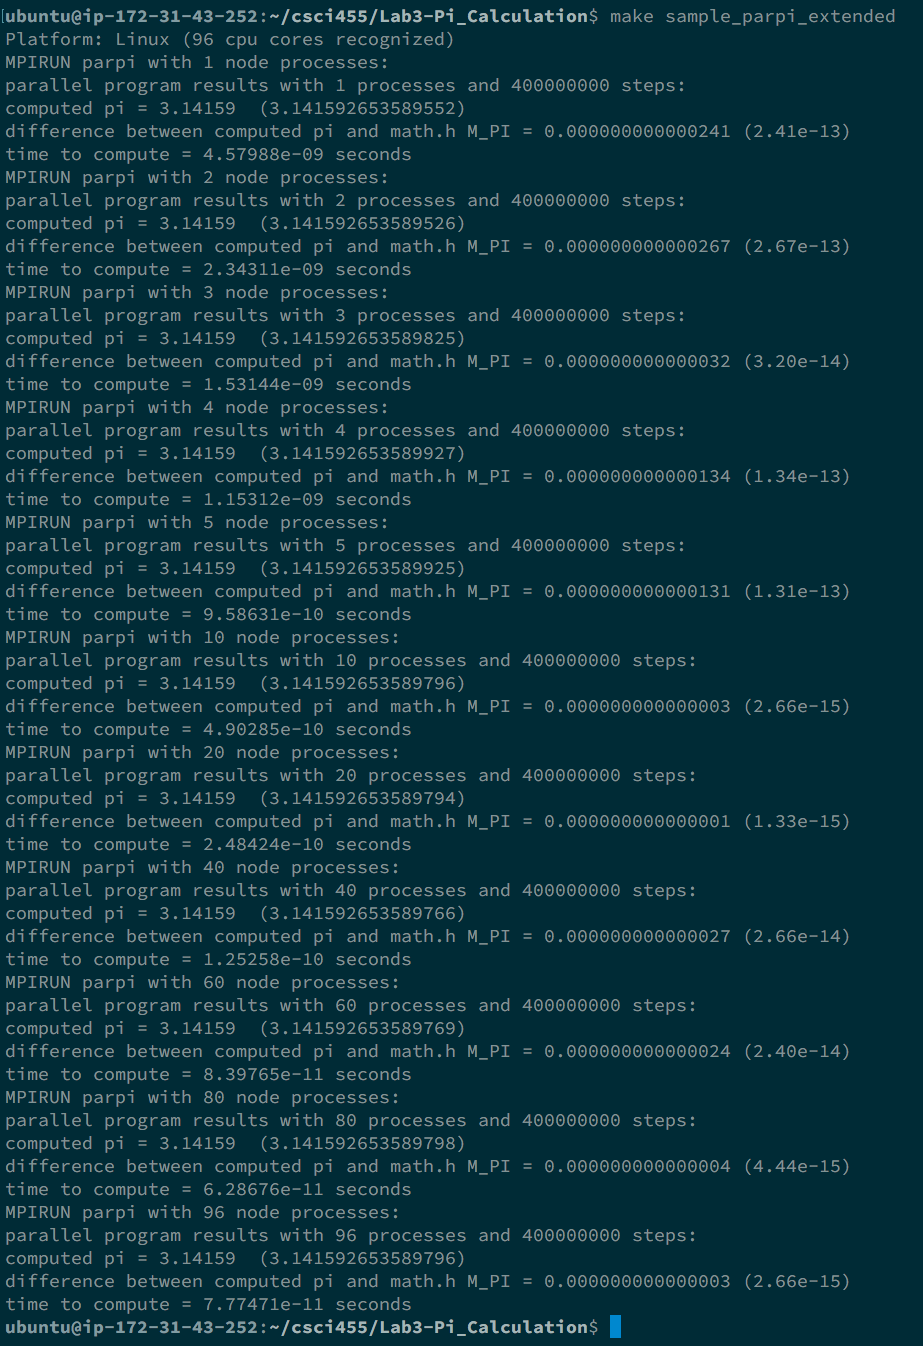 ubuntu@ip-172-31-43-252:~/csci455/Lab3-Pi_Calculation$ make sample_parpi_extended
Platform: Linux (96 cpu cores recognized)
MPIRUN parpi with 1 node processes:
parallel program results with 1 processes and 400000000 steps:
computed pi = 3.14159  (3.141592653589552)
difference between computed pi and math.h M_PI = 0.000000000000241 (2.41e-13)
time to compute = 4.57988e-09 seconds
MPIRUN parpi with 2 node processes:
parallel program results with 2 processes and 400000000 steps:
computed pi = 3.14159  (3.141592653589526)
difference between computed pi and math.h M_PI = 0.000000000000267 (2.67e-13)
time to compute = 2.34311e-09 seconds
MPIRUN parpi with 3 node processes:
parallel program results with 3 processes and 400000000 steps:
computed pi = 3.14159  (3.141592653589825)
difference between computed pi and math.h M_PI = 0.000000000000032 (3.20e-14)
time to compute = 1.53144e-09 seconds
MPIRUN parpi with 4 node processes:
parallel program results with 4 processes and 400000000 steps:
computed pi = 3.14159  (3.141592653589927)
difference between computed pi and math.h M_PI = 0.000000000000134 (1.34e-13)
time to compute = 1.15312e-09 seconds
MPIRUN parpi with 5 node processes:
parallel program results with 5 processes and 400000000 steps:
computed pi = 3.14159  (3.141592653589925)
difference between computed pi and math.h M_PI = 0.000000000000131 (1.31e-13)
time to compute = 9.58631e-10 seconds
MPIRUN parpi with 10 node processes:
parallel program results with 10 processes and 400000000 steps:
computed pi = 3.14159  (3.141592653589796)
difference between computed pi and math.h M_PI = 0.000000000000003 (2.66e-15)
time to compute = 4.90285e-10 seconds
MPIRUN parpi with 20 node processes:
parallel program results with 20 processes and 400000000 steps:
computed pi = 3.14159  (3.141592653589794)
difference between computed pi and math.h M_PI = 0.000000000000001 (1.33e-15)
time to compute = 2.48424e-10 seconds
MPIRUN parpi with 40 node processes:
parallel program results with 40 processes and 400000000 steps:
computed pi = 3.14159  (3.141592653589766)
difference between computed pi and math.h M_PI = 0.000000000000027 (2.66e-14)
time to compute = 1.25258e-10 seconds
MPIRUN parpi with 60 node processes:
parallel program results with 60 processes and 400000000 steps:
computed pi = 3.14159  (3.141592653589769)
difference between computed pi and math.h M_PI = 0.000000000000024 (2.40e-14)
time to compute = 8.39765e-11 seconds
MPIRUN parpi with 80 node processes:
parallel program results with 80 processes and 400000000 steps:
computed pi = 3.14159  (3.141592653589798)
difference between computed pi and math.h M_PI = 0.000000000000004 (4.44e-15)
time to compute = 6.28676e-11 seconds
MPIRUN parpi with 96 node processes:
parallel program results with 96 processes and 400000000 steps:
computed pi = 3.14159  (3.141592653589796)
difference between computed pi and math.h M_PI = 0.000000000000003 (2.66e-15)
time to compute = 7.77471e-11 seconds
ubuntu@ip-172-31-43-252:~/csci455/Lab3-Pi_Calculation$